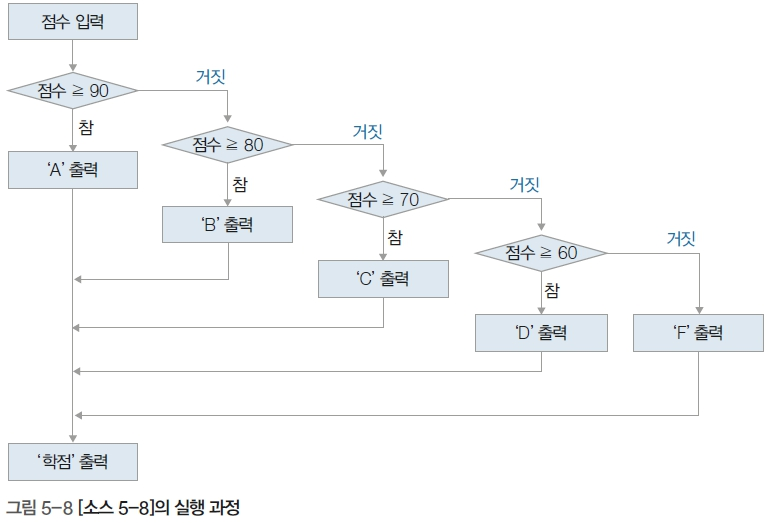 점수 입력
점수 ≧ 90
거짓
참
‘A’ 출력
점수 ≧ 80
거짓
참
‘B’ 출력
점수 ≧ 70
거짓
참
‘C’ 출력
점수 ≧ 60
거짓
참
‘D’ 출력
‘F’ 출력
‘학점’ 출력
그림 5-8 [소스 5-8]의 실행 과정